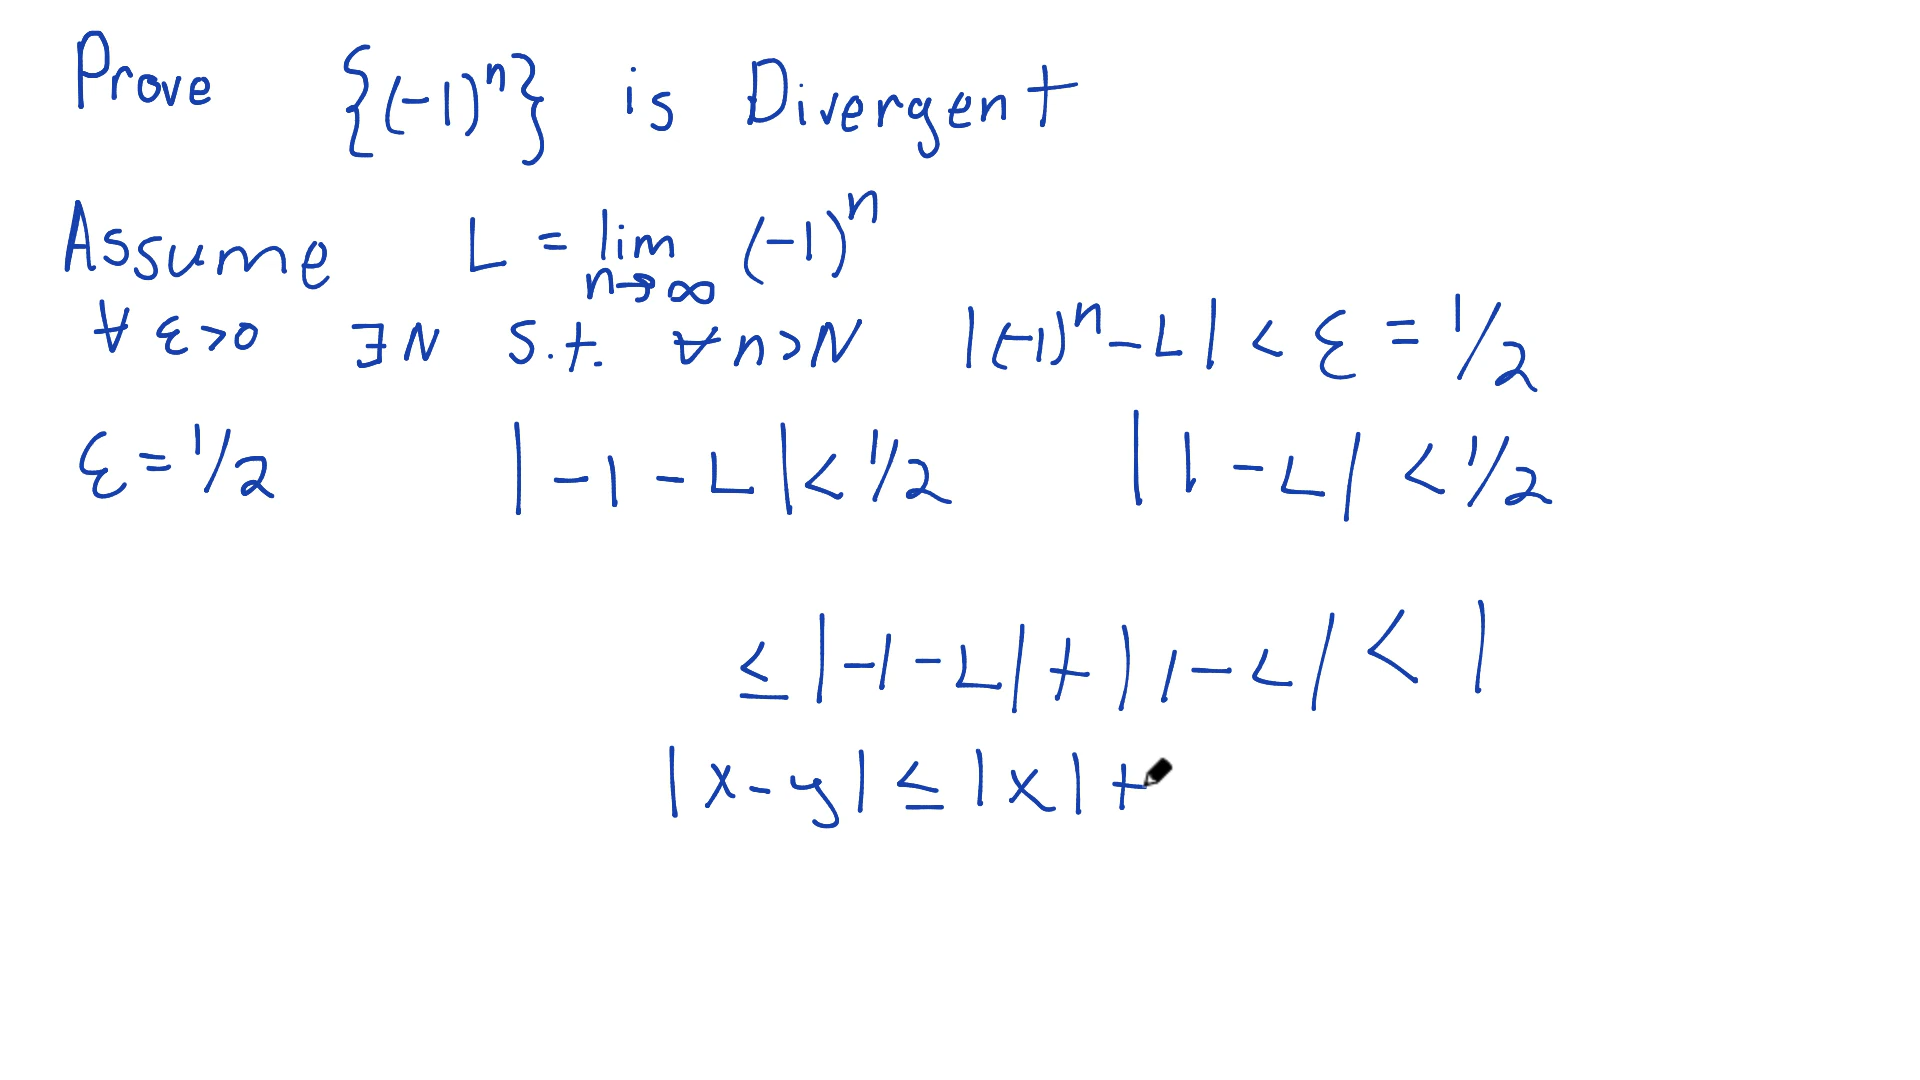 Prove {(-1)ⁿ} is Divergent
Assume L = lim n→∞ (-1)ⁿ
∀ ε>0 ∃N s.t. ∀n>N |(-1)ⁿ-L| < ε = 1/2
ε = 1/2 |-1-L| < 1/2 |1-L| < 1/2
≤ |-1-L| + |1-L| < 1
|x-y| ≤ |x| +